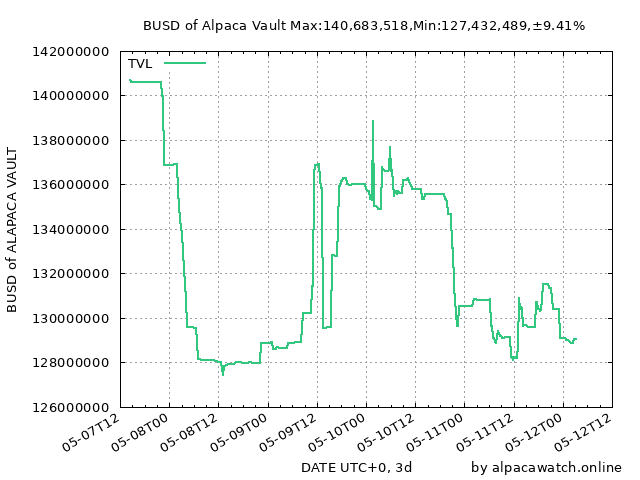 BUSD of Alpaca Vault Max:140,683,518,Min:127,432,489,±9.41%
142000000
TVL
140000000
138000000
136000000
134000000
132000000
130000000
128000000
126000000
BUSD of ALAPACA VAULT
05-07T12
05-08T00
05-08T12
05-09T00
05-09T12
05-10T00
05-10T12
05-11T00
05-11T12
05-12T00
05-12T12
DATE UTC+0, 3d
by alpacawatch.online